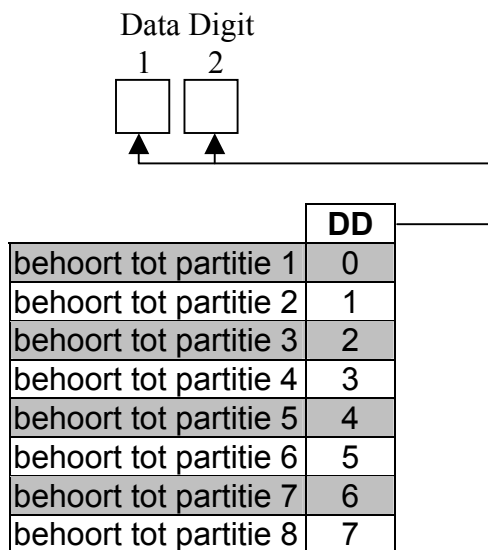 Data Digit
1 2
DD
behoort tot partitie 1 0
behoort tot partitie 2 1
behoort tot partitie 3 2
behoort tot partitie 4 3
behoort tot partitie 5 4
behoort tot partitie 6 5
behoort tot partitie 7 6
behoort tot partitie 8 7